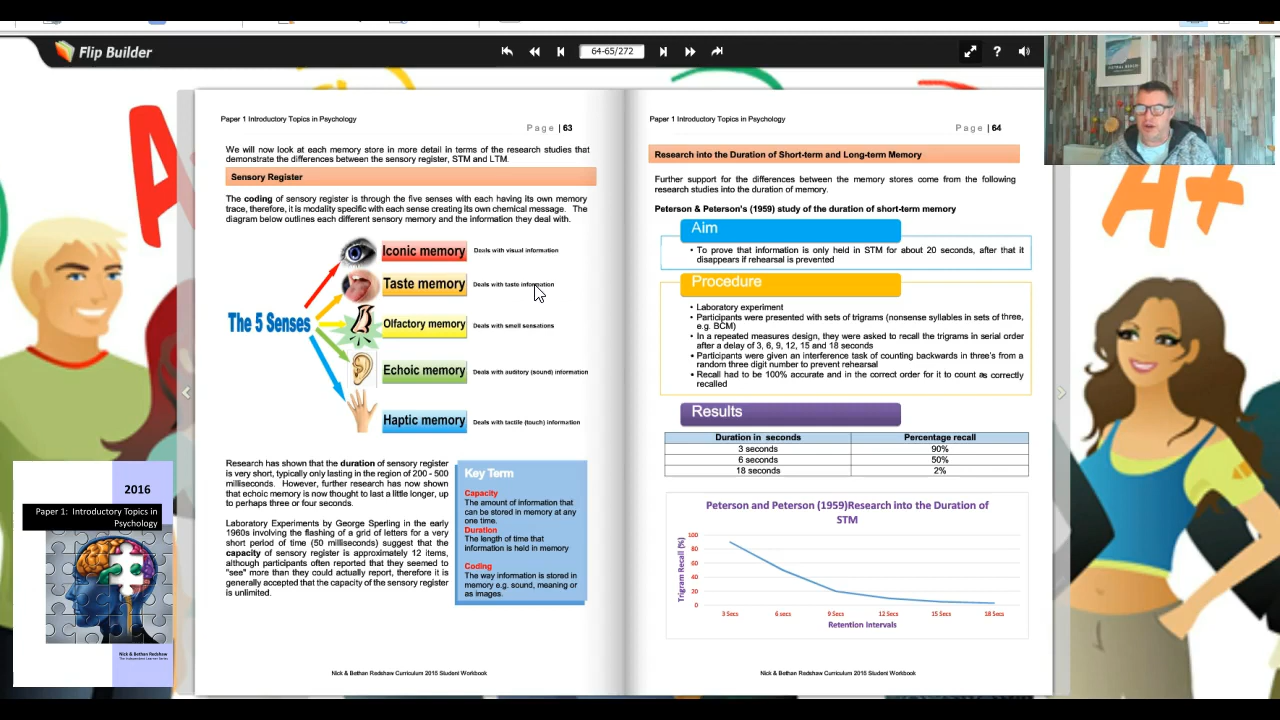 Flip Builder
64-65/272
?
Paper 1 Introductory Topics in Psychology
Page | 63
We will now look at each memory store in more detail in terms of the research studies that
demonstrate the differences between the sensory register, STM and LTM.
Sensory Register
The coding of sensory register is through the five senses with each having its own memory
trace, therefore, it is modality specific with each sense creating its own chemical message. The
diagram below outlines each different sensory memory and the information they deal with.
The 5 Senses
Iconic memory
Deals with visual information
Taste memory
Deals with taste information
Olfactory memory
Deals with smell sensations
Echoic memory
Deals with auditory (sound) information
Haptic memory
Deals with tactile (touch) information
Research has shown that the duration of sensory register
is very short, typically only lasting in the region of 200 - 500
milliseconds. However, further research has now shown
that echoic memory is now thought to last a little longer, up
to perhaps three or four seconds.
Laboratory Experiments by George Sperling in the early
1960s involving the flashing of a grid of letters for a very
short period of time (50 milliseconds) suggest that the
capacity of sensory register is approximately 12 items,
although participants often reported that they seemed to
"see" more than they could actually report, therefore it is
generally accepted that the capacity of the sensory register
is unlimited.
Key Term
Capacity
The amount of information that
can be stored in memory at any
one time.
Duration
The length of time that
information is held in memory
Coding
The way information is stored in
memory e.g. sound, meaning or
as images.
Nick & Bethan Redshaw Curriculum 2015 Student Workbook
Paper 1 Introductory Topics in Psychology
Page | 64
Research into the Duration of Short-term and Long-term Memory
Further support for the differences between the memory stores come from the following
research studies into the duration of memory.
Peterson & Peterson's (1959) study of the duration of short-term memory
Aim
• To prove that information is only held in STM for about 20 seconds, after that it
disappears if rehearsal is prevented
Procedure
• Laboratory experiment
• Participants were presented with sets of trigrams (nonsense syllables in sets of three,
e.g. BCM)
• In a repeated measures design, they were asked to recall the trigrams in serial order
after a delay of 3, 6, 9, 12, 15 and 18 seconds
• Participants were given an interference task of counting backwards in three's from a
random three digit number to prevent rehearsal
• Recall had to be 100% accurate and in the correct order for it to count as correctly
recalled
Results
Duration in seconds Percentage recall
3 seconds 90%
6 seconds 50%
18 seconds 2%
Peterson and Peterson (1959)Research into the Duration of
STM
Trigram Recall (%)
100
80
60
40
20
0
3 Secs 6 secs 9 Secs 12 Secs 15 Secs 18 Secs
Retention Intervals
Nick & Bethan Redshaw Curriculum 2015 Student Workbook
A+
2016
Paper 1: Introductory Topics in
Psychology
Nick & Bethan Redshaw
The Independent Learner Series